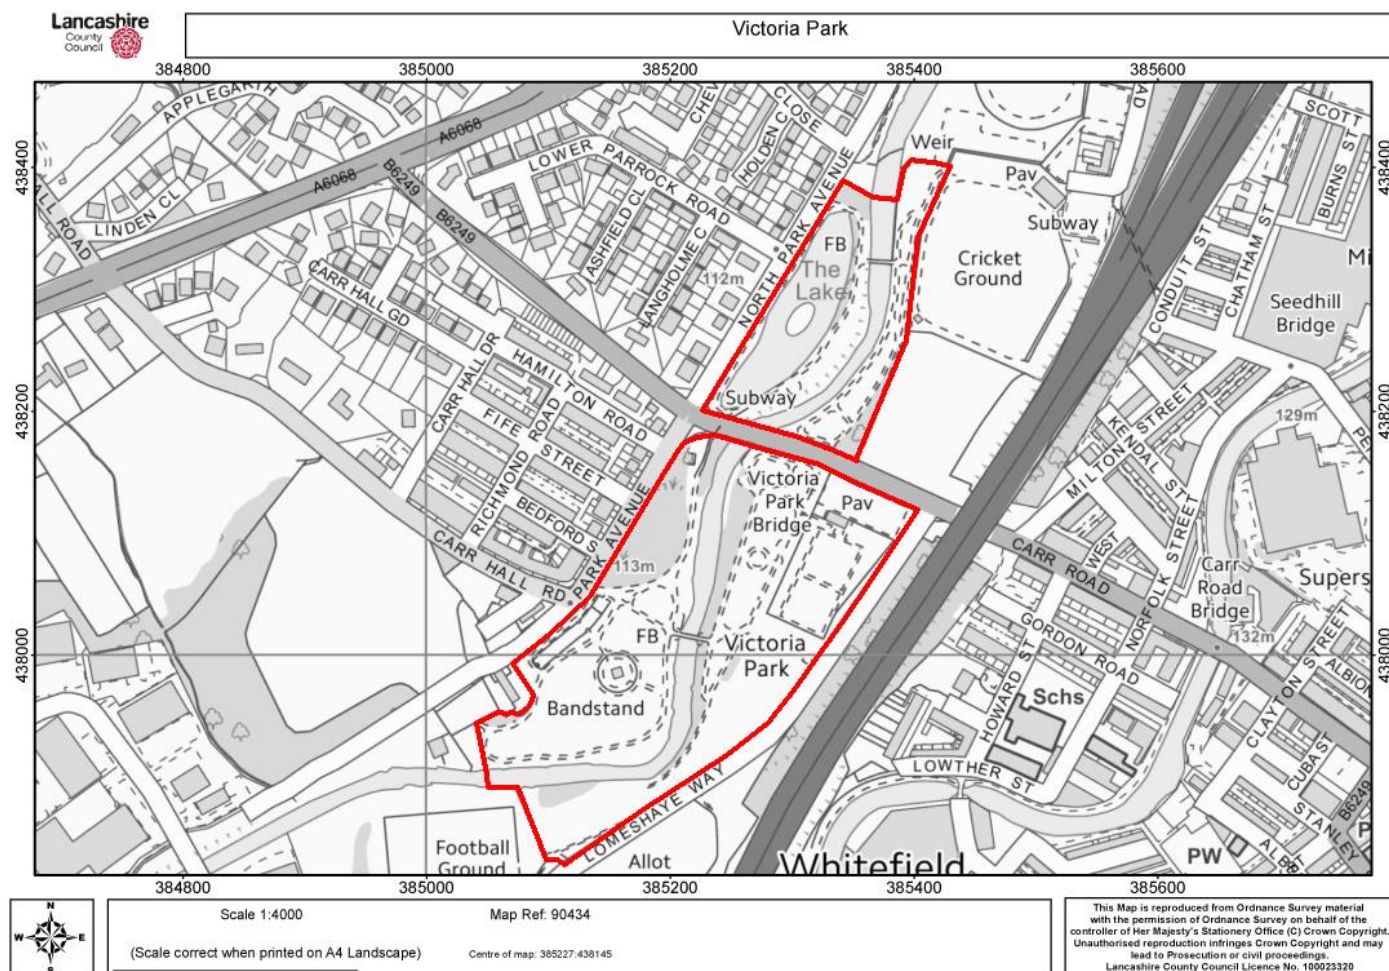 Lancashire
County
Council
Victoria Park
384800
385000
385200
385400
385600
438400
438200
438000
438400
438200
438000
APPLEGARTH
A6068
A6068
LINDEN CL
B6249
B6249
LOWER PARROCK ROAD
CLOSE
HOLDEN C
ASHFIELD CL
LANGHOLME C
112m
NORTH PARK AVENUE
Weir
Pav
Subway
Cricket
Ground
FB
The
Lake
SCOTT
BURNS ST
CHATHAM ST
CONDUIT ST
Seedhill
Bridge
129m
CARR HALL GD
CARR HALL DR
HAMILTON ROAD
FIFE STREET
RICHMOND ROAD
BEDFORD S
CARR HALL RD
PARK AVENUE
113m
Subway
Victoria
Park
Bridge
Pav
CARR ROAD
MILTON STREET
KENDAL ST
WEST
NORFOLK STREET
Carr
Road
Bridge
132m
Supers
GORDON ROAD
HOWARD ST
Schs
LOWTHER ST
CLAYTON STREET
ALBION
CUBA ST
STANLEY
B6249
PW
FB
Victoria
Park
Bandstand
LOMESHAYE WAY
Football
Ground
Allot
Whitefield
384800
385000
385200
385400
385600
N
W
E
S
Scale 1:4000
Map Ref: 90434
(Scale correct when printed on A4 Landscape)
Centre of map: 385227:438145
This Map is reproduced from Ordnance Survey material
with the permission of Ordnance Survey on behalf of the
controller of Her Majesty's Stationery Office (C) Crown Copyright.
Unauthorised reproduction infringes Crown Copyright and may
lead to Prosecution or civil proceedings.
Lancashire County Council Licence No. 100023320